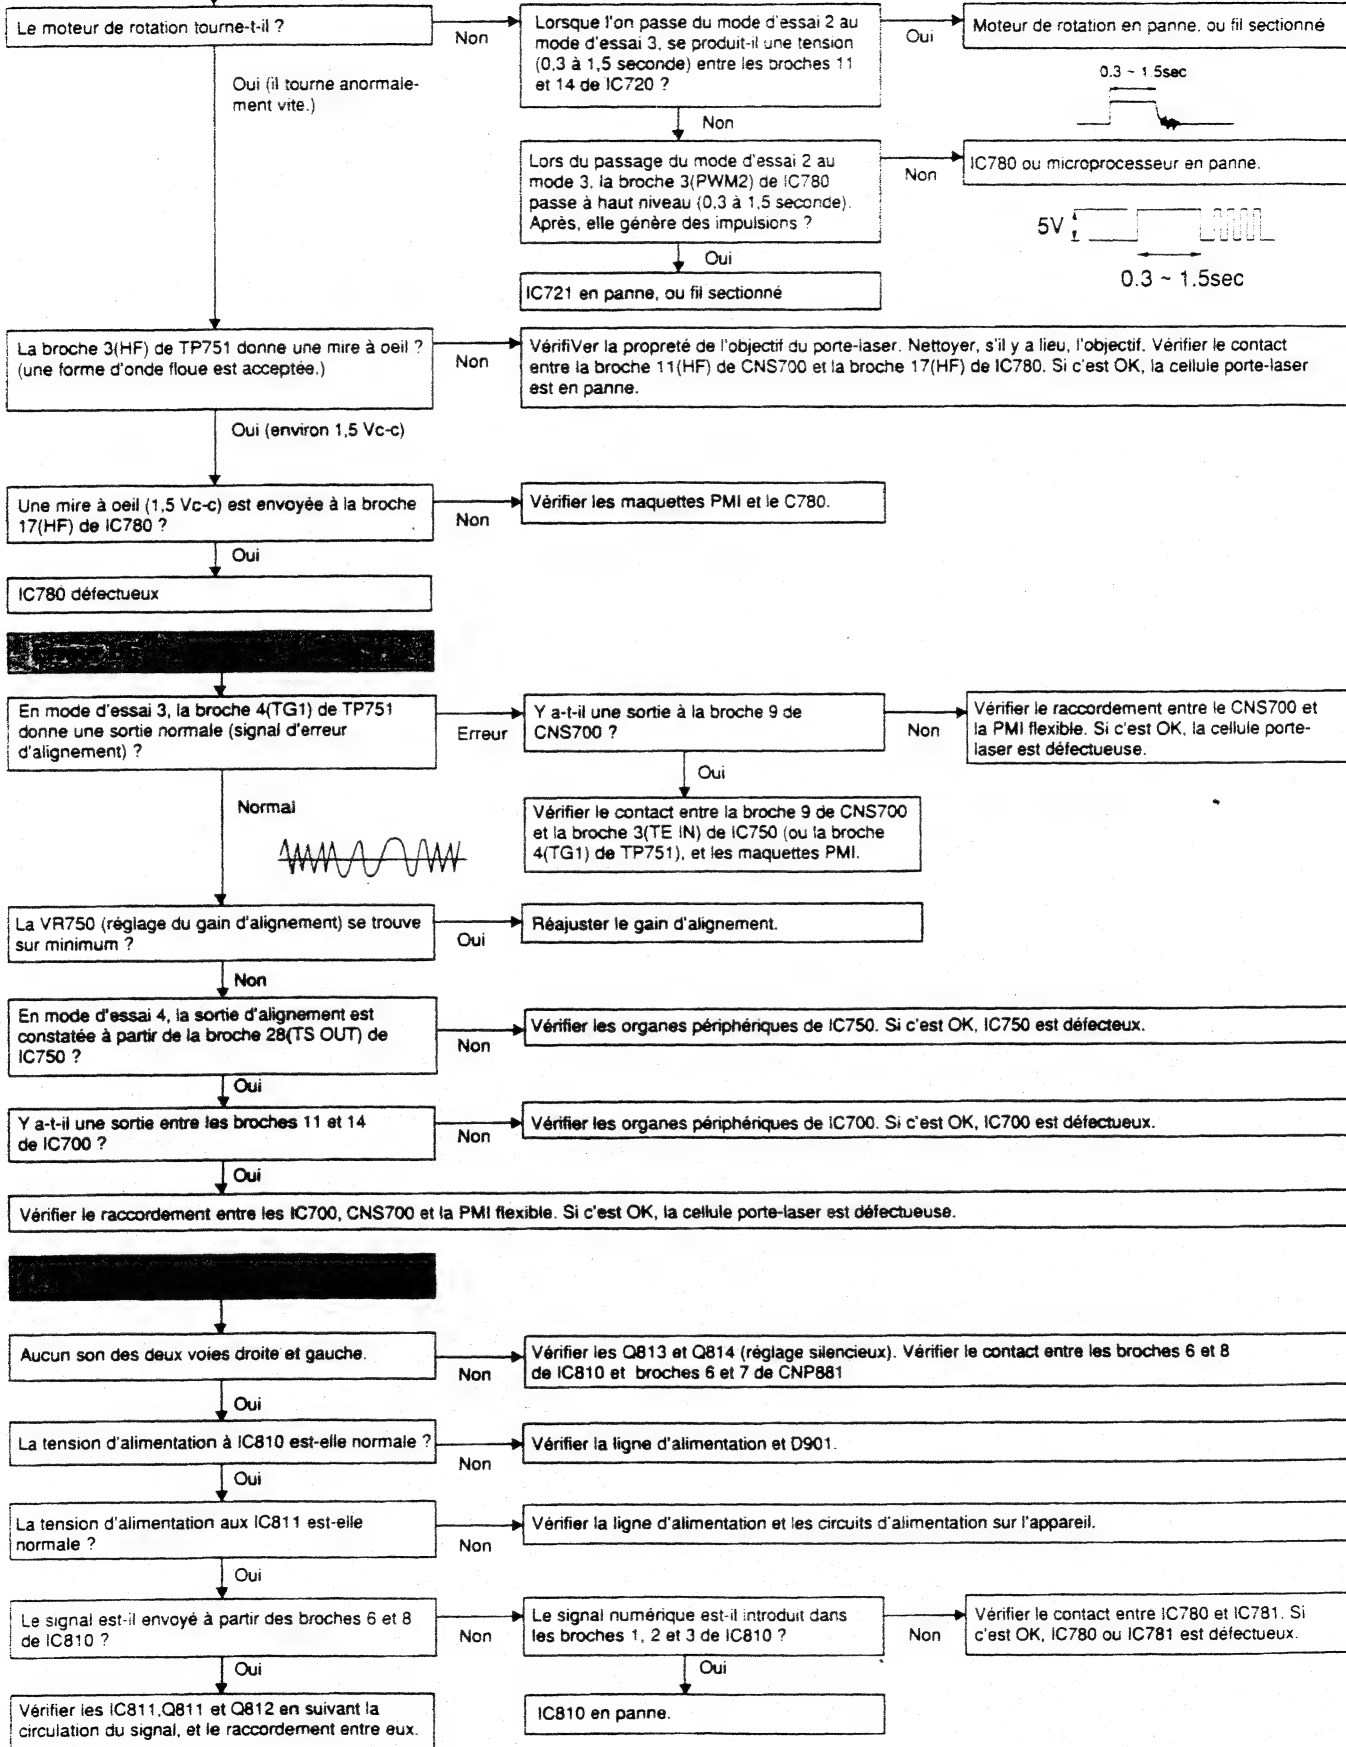 Le moteur de rotation tourne-t-il ?
Non
Lorsque l'on passe du mode d'essai 2 au
mode d'essai 3, se produit-il une tension
(0,3 à 1,5 seconde) entre les broches 11
et 14 de IC720 ?
Oui
Moteur de rotation en panne, ou fil sectionné
0.3 ~ 1.5sec
Oui (il tourne anormale-
ment vite.)
Non
Lors du passage du mode d'essai 2 au
mode 3, la broche 3(PWM2) de IC780
passe à haut niveau (0,3 à 1,5 seconde).
Après, elle génère des impulsions ?
Non
IC780 ou microprocesseur en panne.
5V
0.3 ~ 1.5sec
Oui
IC721 en panne, ou fil sectionné
La broche 3(HF) de TP751 donne une mire à oeil ?
(une forme d'onde floue est acceptée.)
Non
VérifiVer la propreté de l'objectif du porte-laser. Nettoyer, s'il y a lieu, l'objectif. Vérifier le contact
entre la broche 11(HF) de CNS700 et la broche 17(HF) de IC780. Si c'est OK, la cellule porte-laser
est en panne.
Oui (environ 1,5 Vc-c)
Une mire à oeil (1,5 Vc-c) est envoyée à la broche
17(HF) de IC780 ?
Non
Vérifier les maquettes PMI et le C780.
Oui
IC780 défectueux
En mode d'essai 3, la broche 4(TG1) de TP751
donne une sortie normale (signal d'erreur
d'alignement) ?
Erreur
Y a-t-il une sortie à la broche 9 de
CNS700 ?
Non
Vérifier le raccordement entre le CNS700 et
la PMI flexible. Si c'est OK, la cellule porte-
laser est défectueuse.
Oui
Normal
Vérifier le contact entre la broche 9 de CNS700
et la broche 3(TE IN) de IC750 (ou la broche
4(TG1) de TP751), et les maquettes PMI.
La VR750 (réglage du gain d'alignement) se trouve
sur minimum ?
Oui
Réajuster le gain d'alignement.
Non
En mode d'essai 4, la sortie d'alignement est
constatée à partir de la broche 28(TS OUT) de
IC750 ?
Non
Vérifier les organes périphériques de IC750. Si c'est OK, IC750 est défecteux.
Oui
Y a-t-il une sortie entre les broches 11 et 14
de IC700 ?
Non
Vérifier les organes périphériques de IC700. Si c'est OK, IC700 est défectueux.
Oui
Vérifier le raccordement entre les IC700, CNS700 et la PMI flexible. Si c'est OK, la cellule porte-laser est défectueuse.
Aucun son des deux voies droite et gauche.
Non
Vérifier les Q813 et Q814 (réglage silencieux). Vérifier le contact entre les broches 6 et 8
de IC810 et broches 6 et 7 de CNP881
Oui
La tension d'alimentation à IC810 est-elle normale ?
Non
Vérifier la ligne d'alimentation et D901.
Oui
La tension d'alimentation aux IC811 est-elle
normale ?
Non
Vérifier la ligne d'alimentation et les circuits d'alimentation sur l'appareil.
Oui
Le signal est-il envoyé à partir des broches 6 et 8
de IC810 ?
Non
Le signal numérique est-il introduit dans
les broches 1, 2 et 3 de IC810 ?
Non
Vérifier le contact entre IC780 et IC781. Si
c'est OK, IC780 ou IC781 est défectueux.
Oui
Oui
Vérifier les IC811,Q811 et Q812 en suivant la
circulation du signal, et le raccordement entre eux.
IC810 en panne.